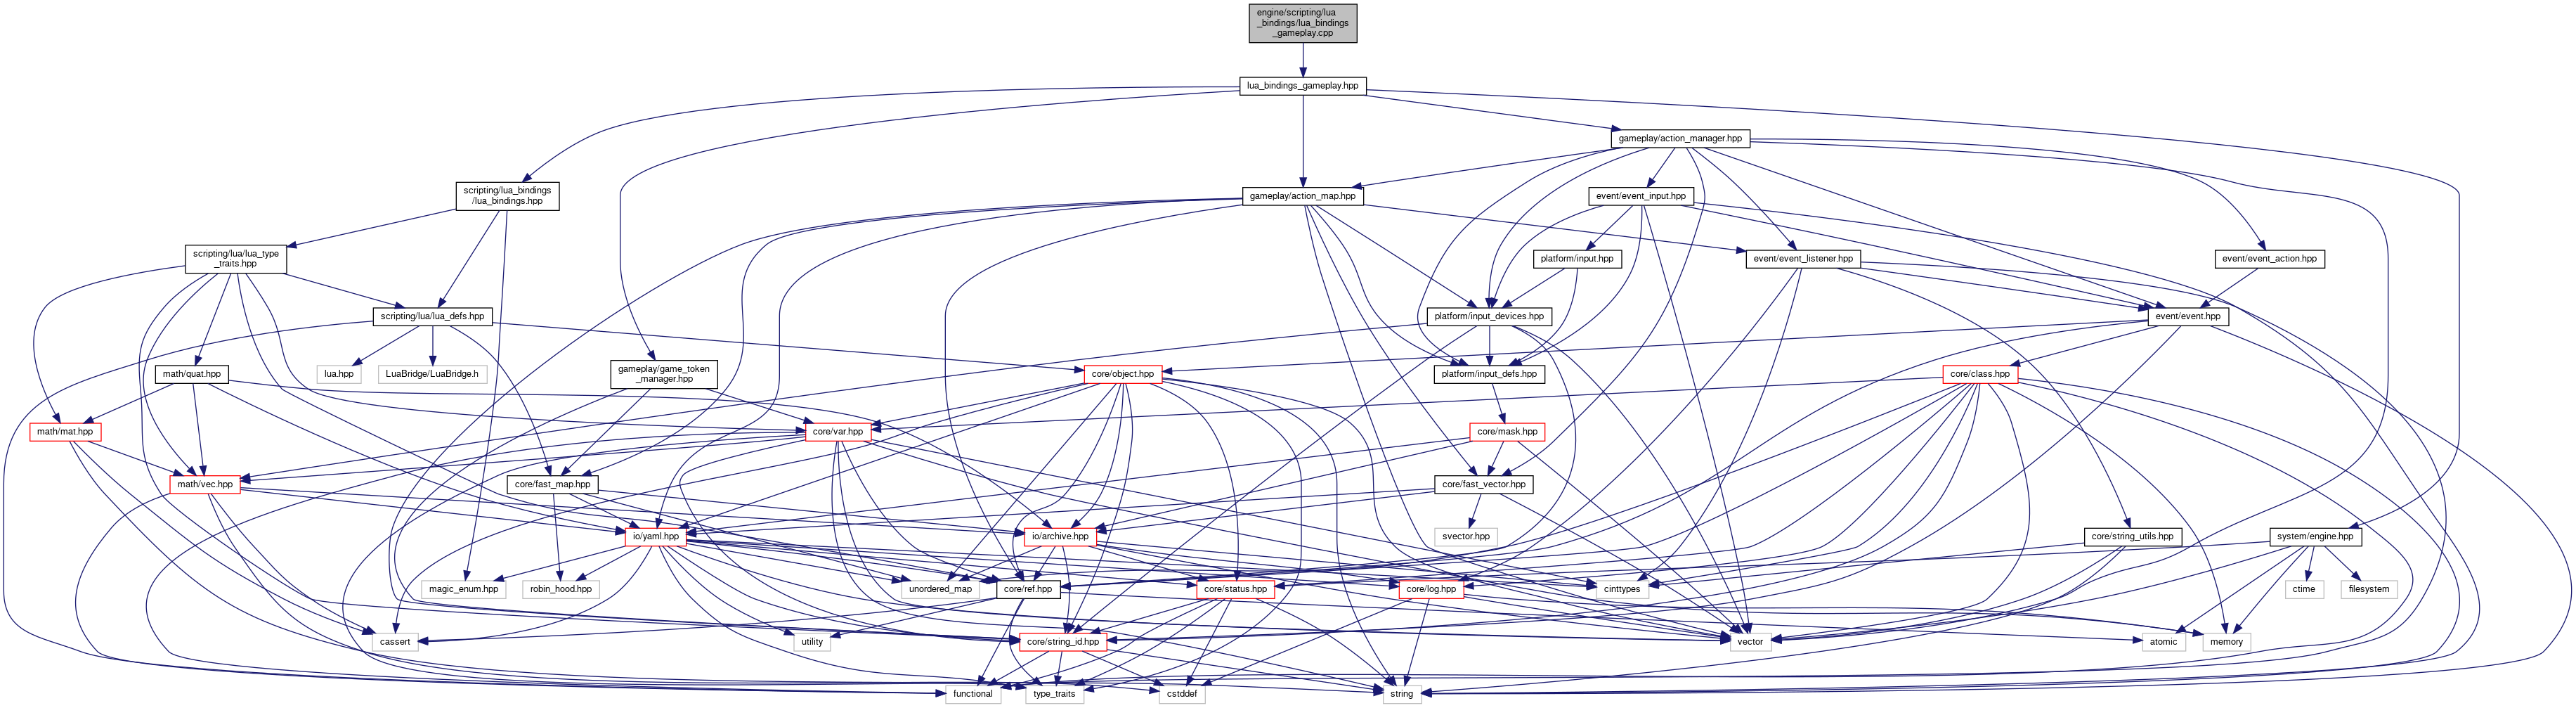 engine/scripting/lua
_bindings/lua_bindings
_gameplay.cpp
lua_bindings_gameplay.hpp
gameplay/action_manager.hpp
scripting/lua_bindings
/lua_bindings.hpp
gameplay/action_map.hpp
event/event_input.hpp
scripting/lua/lua_type
_traits.hpp
platform/input.hpp
event/event_listener.hpp
event/event_action.hpp
scripting/lua/lua_defs.hpp
platform/input_devices.hpp
event/event.hpp
math/quat.hpp
lua.hpp
LuaBridge/LuaBridge.h
gameplay/game_token
_manager.hpp
core/object.hpp
platform/input_defs.hpp
core/class.hpp
math/mat.hpp
core/var.hpp
core/mask.hpp
math/vec.hpp
core/fast_map.hpp
core/fast_vector.hpp
io/yaml.hpp
io/archive.hpp
svector.hpp
core/string_utils.hpp
system/engine.hpp
magic_enum.hpp
robin_hood.hpp
unordered_map
core/ref.hpp
core/status.hpp
core/log.hpp
cinttypes
ctime
filesystem
cassert
utility
core/string_id.hpp
vector
atomic
memory
functional
type_traits
cstddef
string